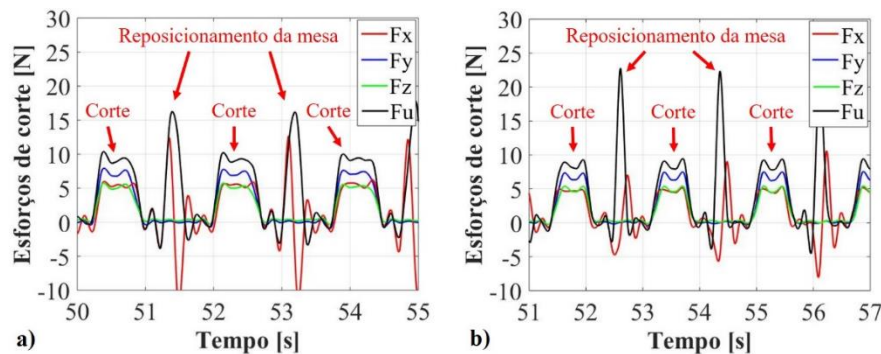 30
25
20
15
10
5
0
-5
-10
Esforços de corte [N]
Reposicionamento da mesa
Corte
Corte
Corte
Fx
Fy
Fz
Fu
50
51
52
53
54
55
Tempo [s]
a)
30
25
20
15
10
5
0
-5
-10
Esforços de corte [N]
Reposicionamento da mesa
Corte
Corte
Corte
Fx
Fy
Fz
Fu
51
52
53
54
55
56
57
Tempo [s]
b)